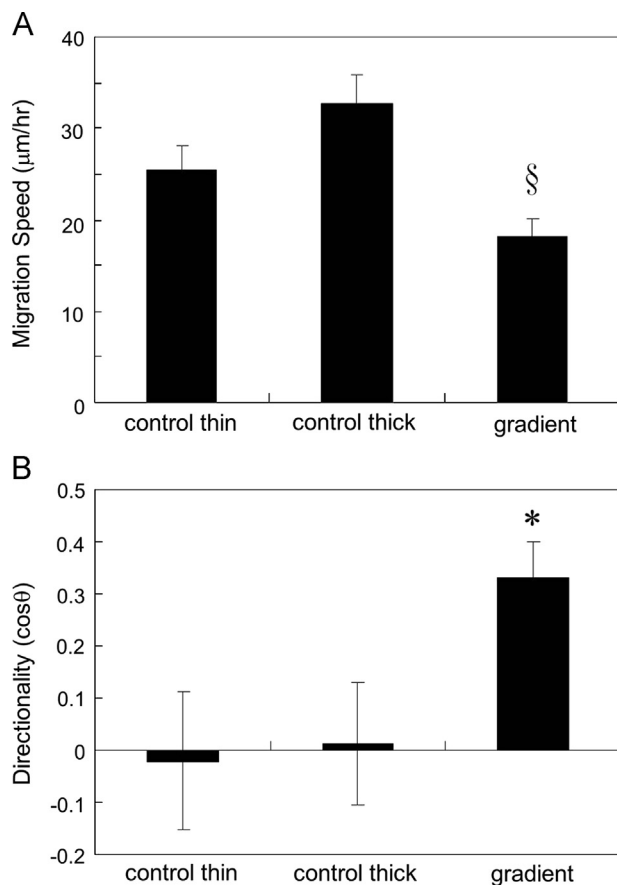 A
40
30
20
10
0
Migration Speed (μm/hr)
§
control thin control thick gradient
B
0.5
0.4
0.3
0.2
0.1
0
-0.1
-0.2
Directionality (cosθ)
*
control thin control thick gradient